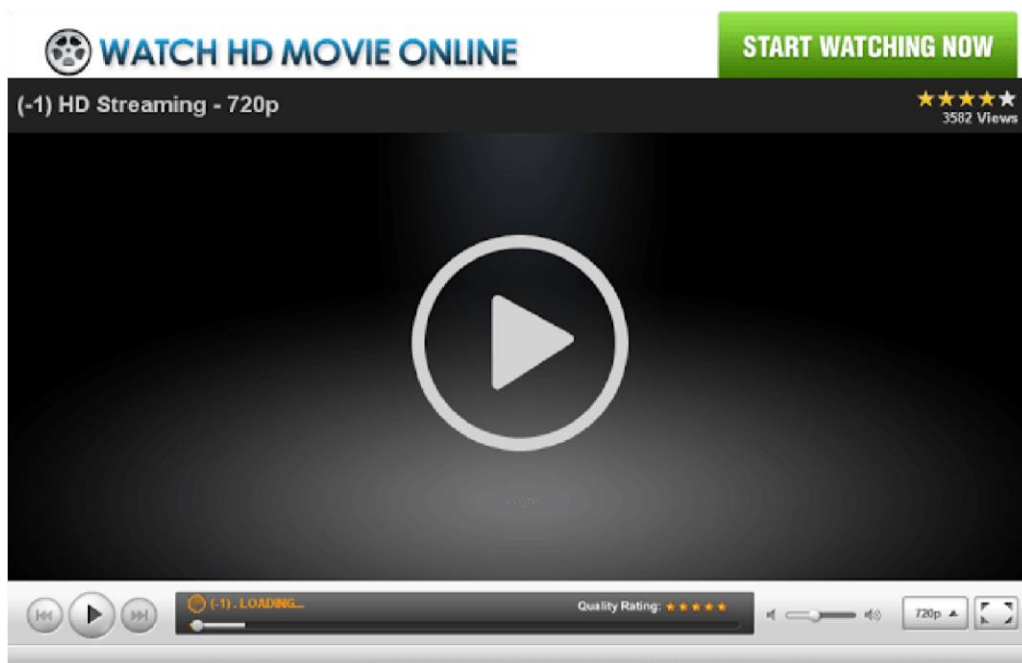 WATCH HD MOVIE ONLINE
START WATCHING NOW
(-1) HD Streaming - 720p
3582 Views
(-1) . LOADING...
Quality Rating:
720p